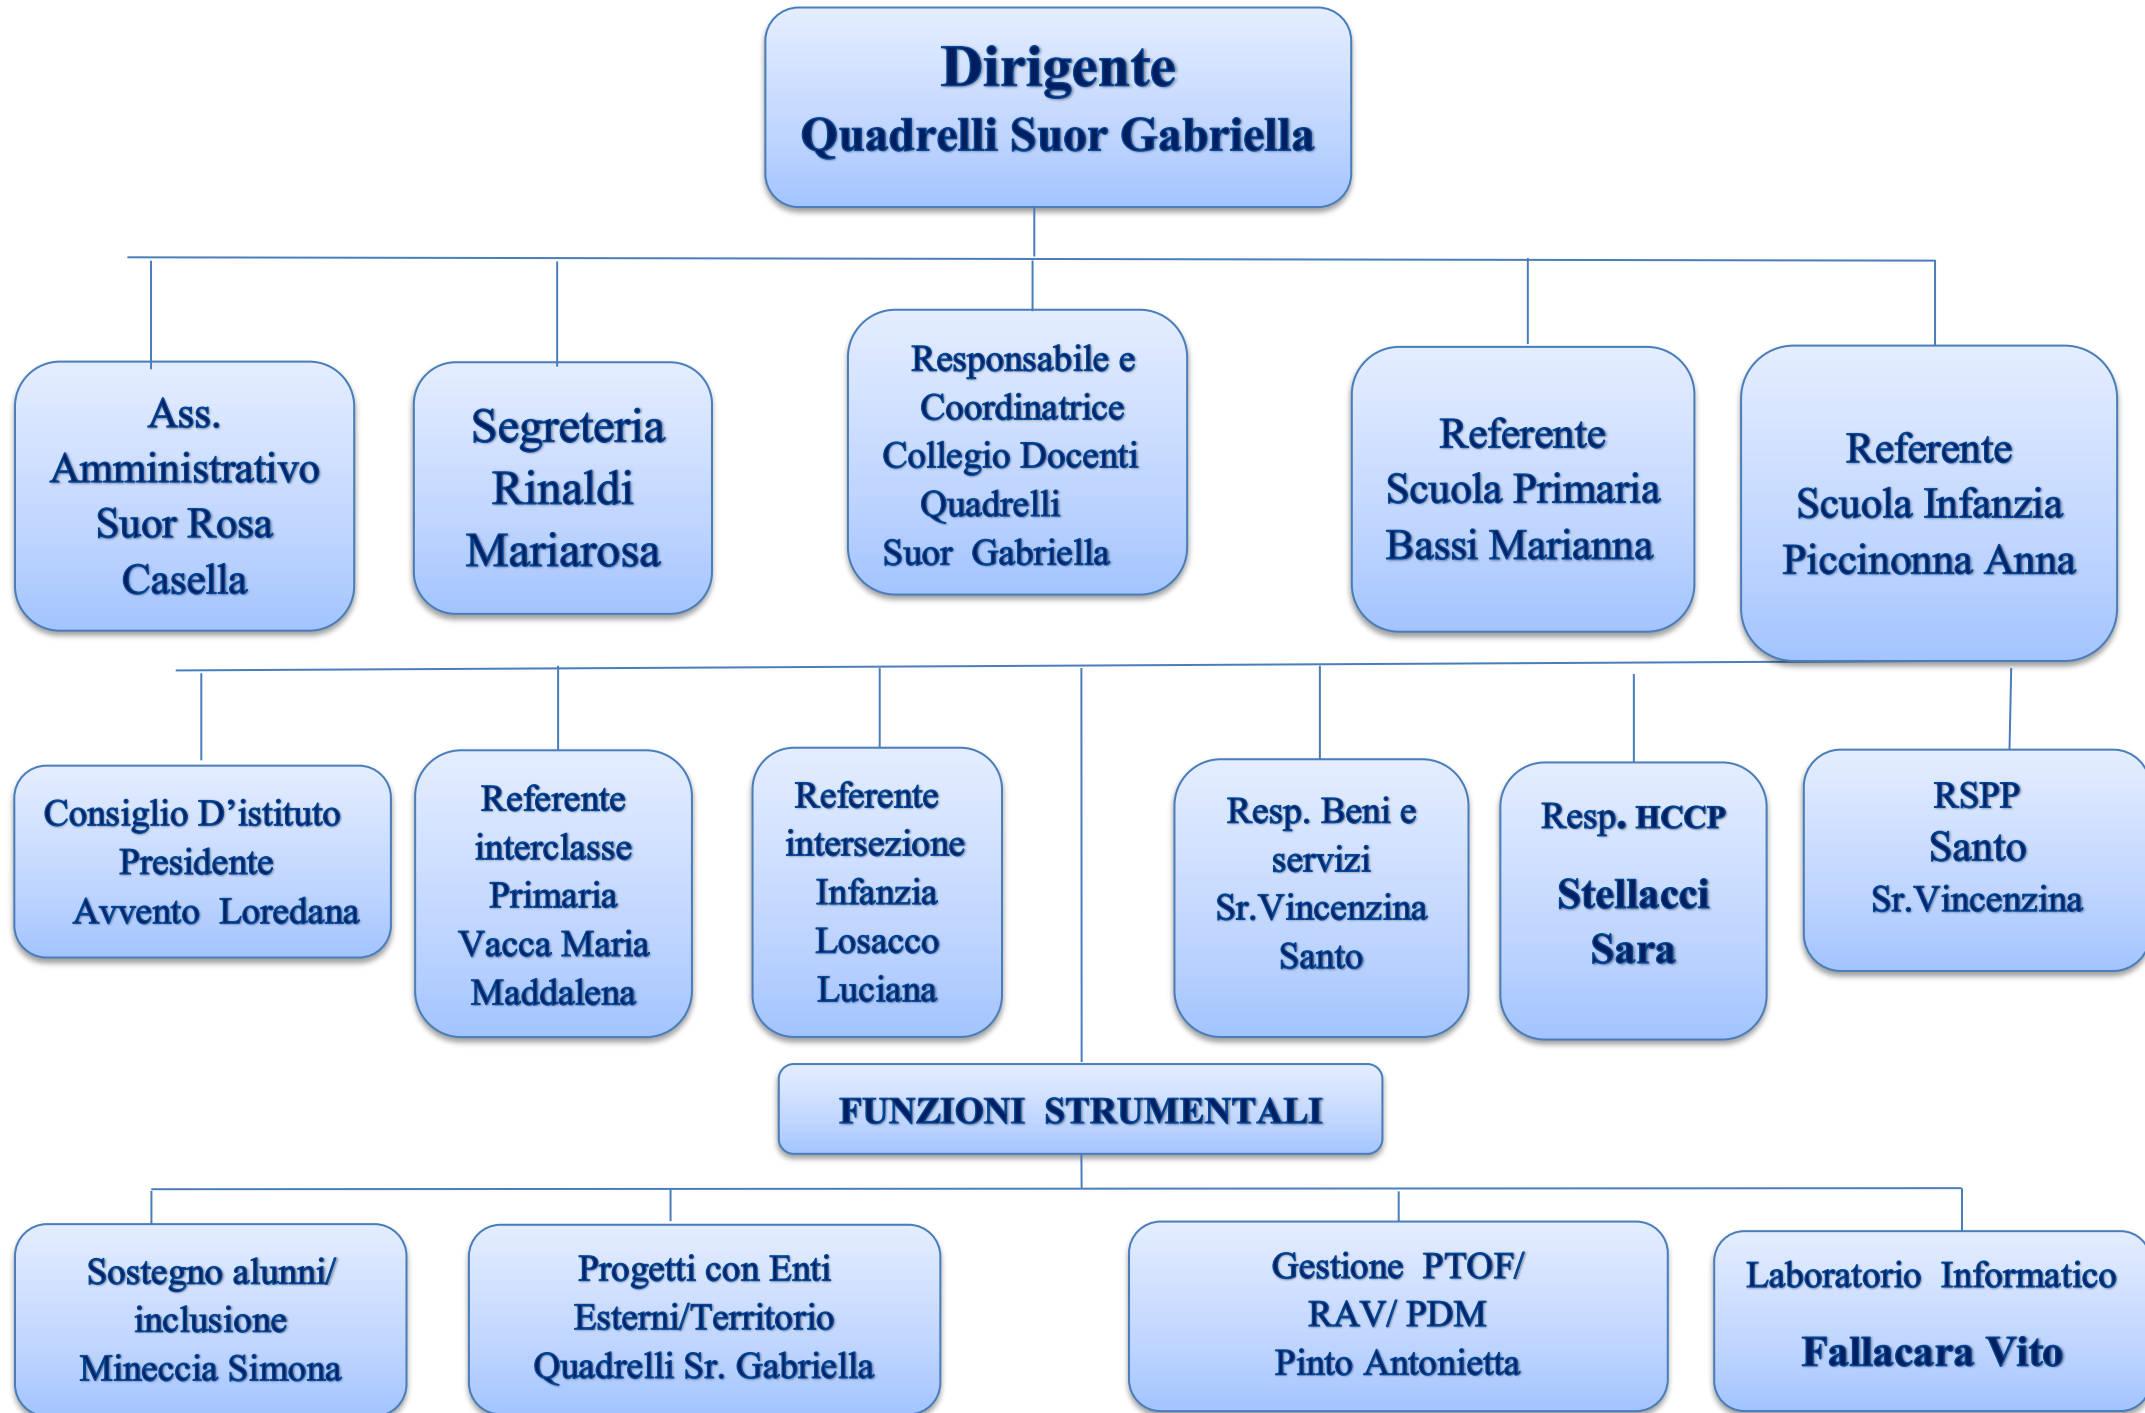 Dirigente
Quadrelli Suor Gabriella
Ass.
Amministrativo
Suor Rosa
Casella
Segreteria
Rinaldi
Mariarosa
Responsabile e
Coordinatrice
Collegio Docenti
Quadrelli
Suor Gabriella
Referente
Scuola Primaria
Bassi Marianna
Referente
Scuola Infanzia
Piccinonna Anna
Consiglio D’istituto
Presidente
Avvento Loredana
Referente
interclasse
Primaria
Vacca Maria
Maddalena
Referente
intersezione
Infanzia
Losacco
Luciana
Resp. Beni e
servizi
Sr.Vincenzina
Santo
Resp. HCCP
Stellacci
Sara
RSPP
Santo
Sr.Vincenzina
FUNZIONI STRUMENTALI
Sostegno alunni/
inclusione
Mineccia Simona
Progetti con Enti
Esterni/Territorio
Quadrelli Sr. Gabriella
Gestione PTOF/
RAV/ PDM
Pinto Antonietta
Laboratorio Informatico
Fallacara Vito